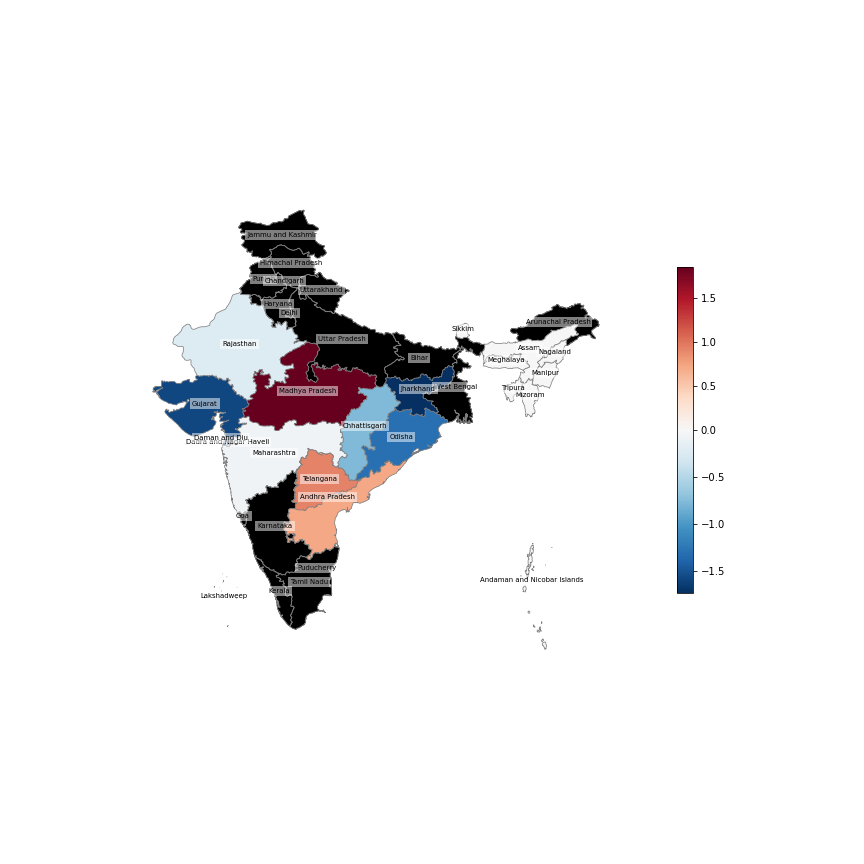 Jammu and Kashmir
Himachal Pradesh
Chandigarh
Uttarakhand
Haryana
Delhi
Arunachal Pradesh
Sikkim
Uttar Pradesh
Rajasthan
Assam
Nagaland
Bihar
Meghalaya
Manipur
Madhya Pradesh
Jharkhand
West Bengal
Tripura
Mizoram
Gujarat
Chhattisgarh
Odisha
Daman and Diu
Dadra and Nagar Haveli
Maharashtra
Telangana
Andhra Pradesh
Goa
Karnataka
Puducherry
Tamil Nadu
Kerala
Lakshadweep
Andaman and Nicobar Islands
1.5
1.0
0.5
0.0
−0.5
−1.0
−1.5